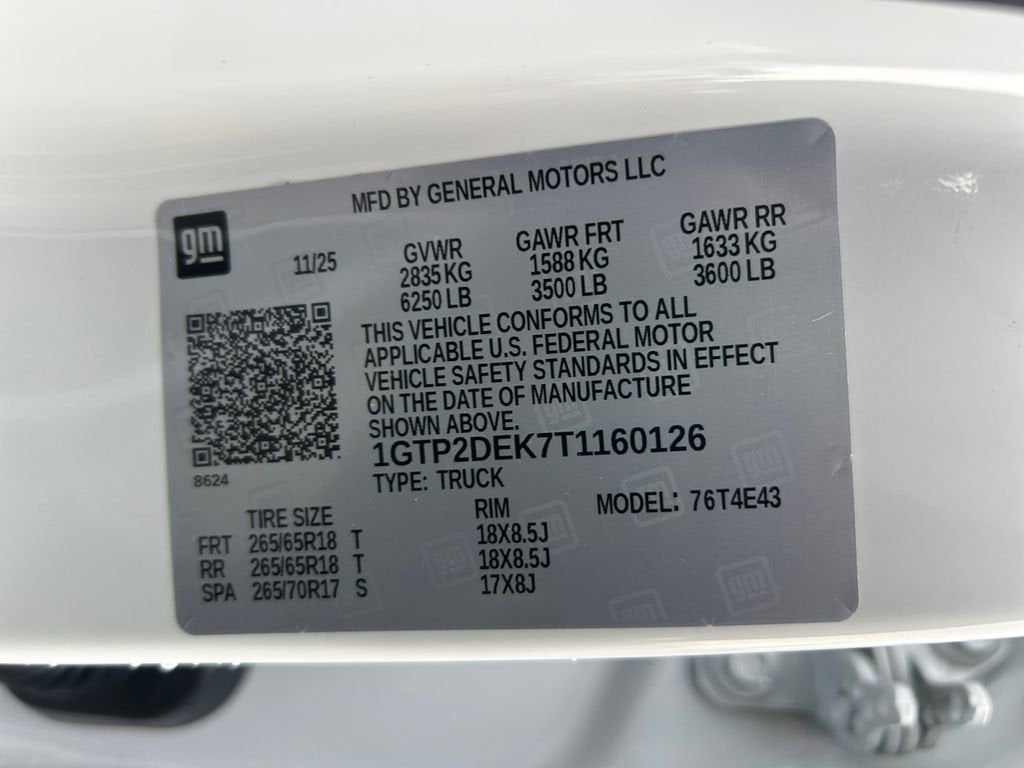 MFD BY GENERAL MOTORS LLC
gm
11/25
GVWR GAWR FRT GAWR RR
2835 KG 1588 KG 1633 KG
6250 LB 3500 LB 3600 LB
THIS VEHICLE CONFORMS TO ALL
APPLICABLE U.S. FEDERAL MOTOR
VEHICLE SAFETY STANDARDS IN EFFECT
ON THE DATE OF MANUFACTURE
SHOWN ABOVE.
1GTP2DEK7T1160126
8624
TYPE: TRUCK
TIRE SIZE RIM MODEL: 76T4E43
FRT 265/65R18 T 18X8.5J
RR 265/65R18 T 18X8.5J
SPA 265/70R17 S 17X8J